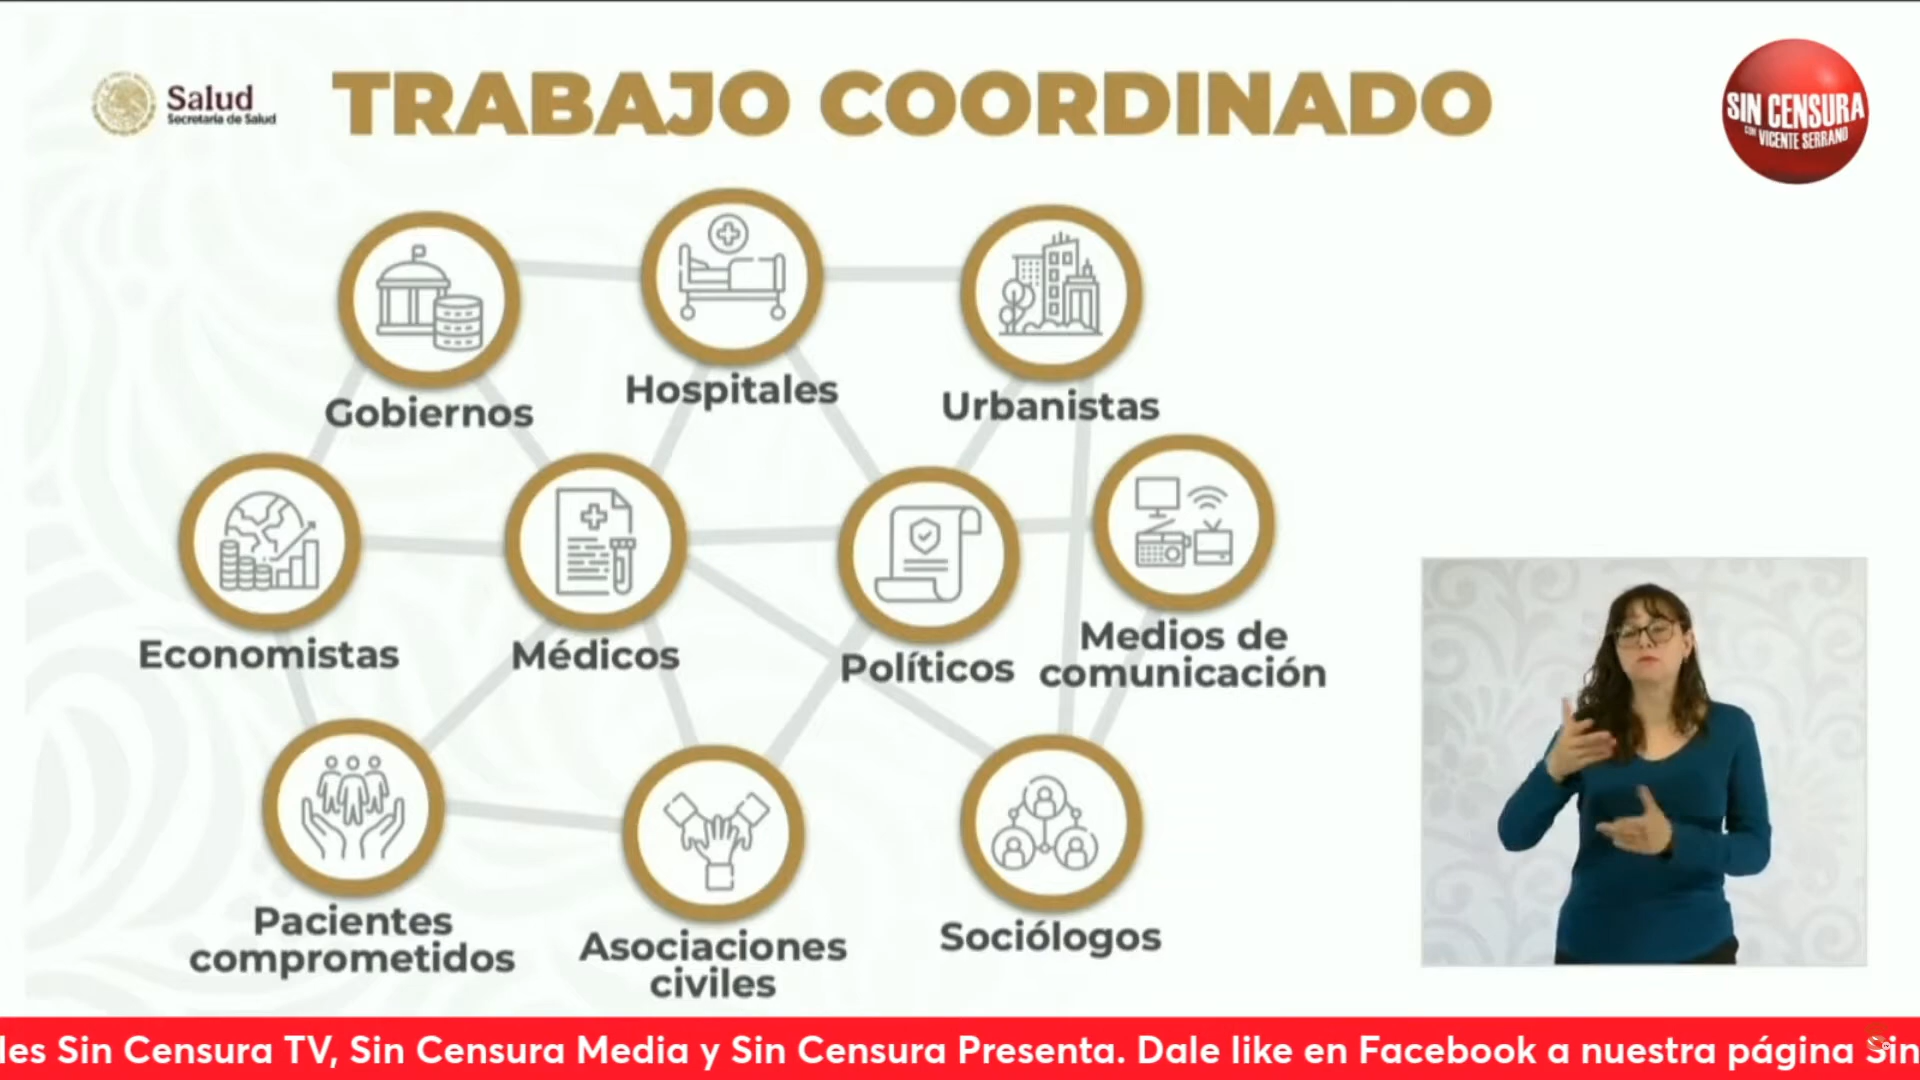 Salud
Secretaría de Salud
TRABAJO COORDINADO
SIN CENSURA
CON VICENTE SERRANO
Gobiernos
Hospitales
Urbanistas
Economistas
Médicos
Políticos
Medios de
comunicación
Pacientes
comprometidos
Asociaciones
civiles
Sociólogos
les Sin Censura TV, Sin Censura Media y Sin Censura Presenta. Dale like en Facebook a nuestra página Sin